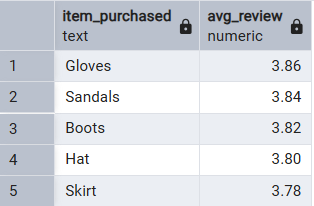 item_purchased avg_review
text numeric
1 Gloves 3.86
2 Sandals 3.84
3 Boots 3.82
4 Hat 3.80
5 Skirt 3.78